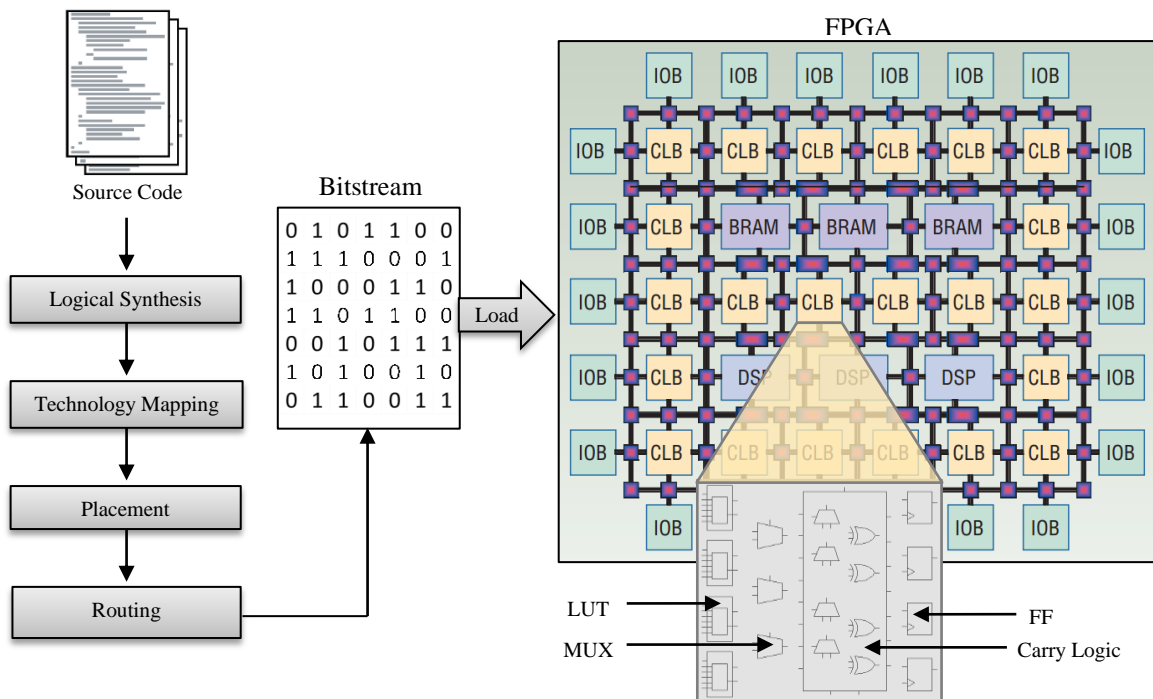 Source Code
Logical Synthesis
Technology Mapping
Placement
Routing
Bitstream
0 1 0 1 1 0 0
1 1 1 0 0 0 1
1 0 0 0 1 1 0
1 1 0 1 1 0 0
0 0 1 0 1 1 1
1 0 1 0 0 1 0
0 1 1 0 0 1 1
Load
FPGA
IOB IOB IOB IOB IOB IOB
IOB CLB CLB CLB CLB CLB CLB IOB
IOB CLB BRAM BRAM BRAM CLB IOB
IOB CLB CLB CLB CLB CLB CLB IOB
IOB CLB DSP DSP DSP CLB IOB
IOB CLB CLB CLB CLB CLB CLB IOB
IOB IOB IOB
LUT
MUX
FF
Carry Logic